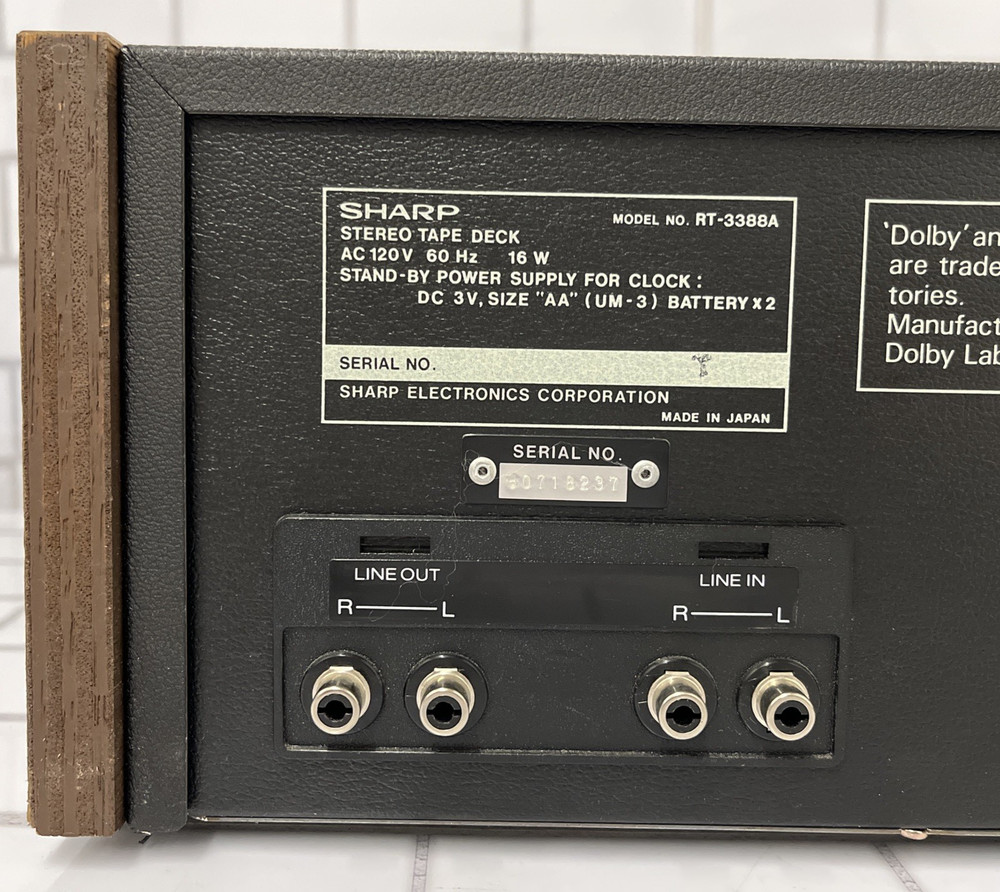 SHARP MODEL NO. RT-3388A
STEREO TAPE DECK
AC 120V 60 Hz 16 W
STAND-BY POWER SUPPLY FOR CLOCK :
DC 3V, SIZE "AA" (UM-3) BATTERY X 2
SERIAL NO.
SHARP ELECTRONICS CORPORATION
MADE IN JAPAN
'Dolby' an
are trade
tories.
Manufact
Dolby Lab
SERIAL NO.
LINE OUT
R L
LINE IN
R L